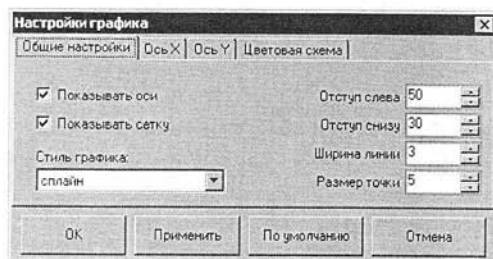 Настройки графика
Общие настройки Ось X Ось Y Цветовая схема
Показывать оси
Отступ слева 50
Показывать сетку
Отступ снизу 30
Стиль графика:
Ширина линии 3
сплайн
Размер точки 5
ОК Применить По умолчанию Отмена